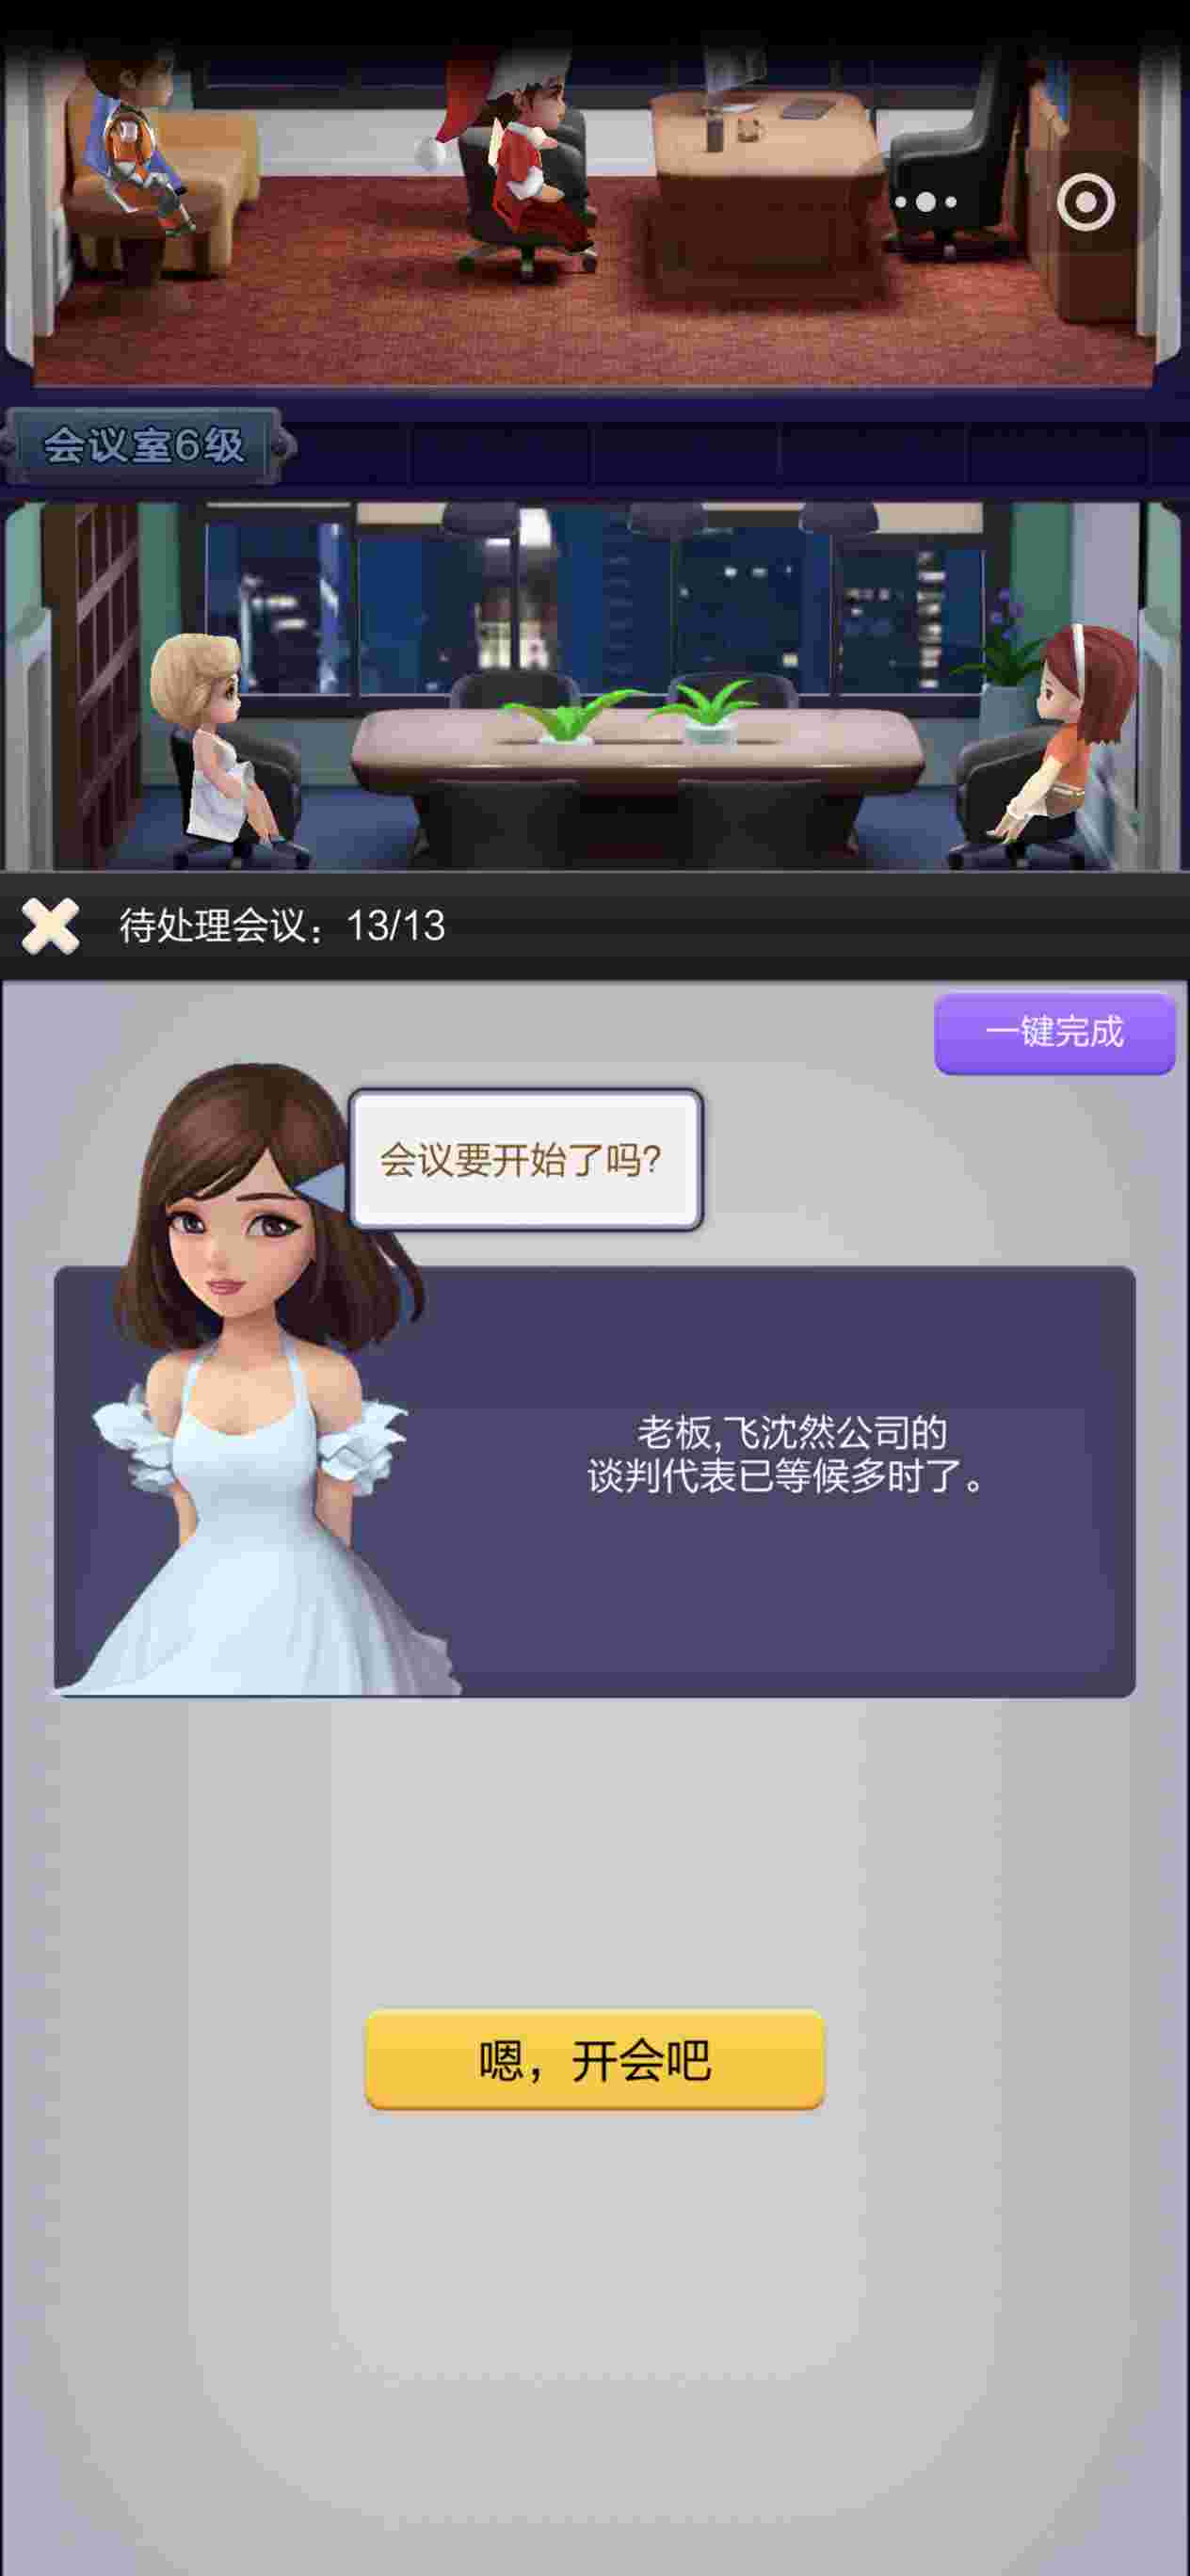 会议室6级
待处理会议：13/13
一键完成
会议要开始了吗?
老板,飞沈然公司的
谈判代表已等候多时了。
嗯，开会吧